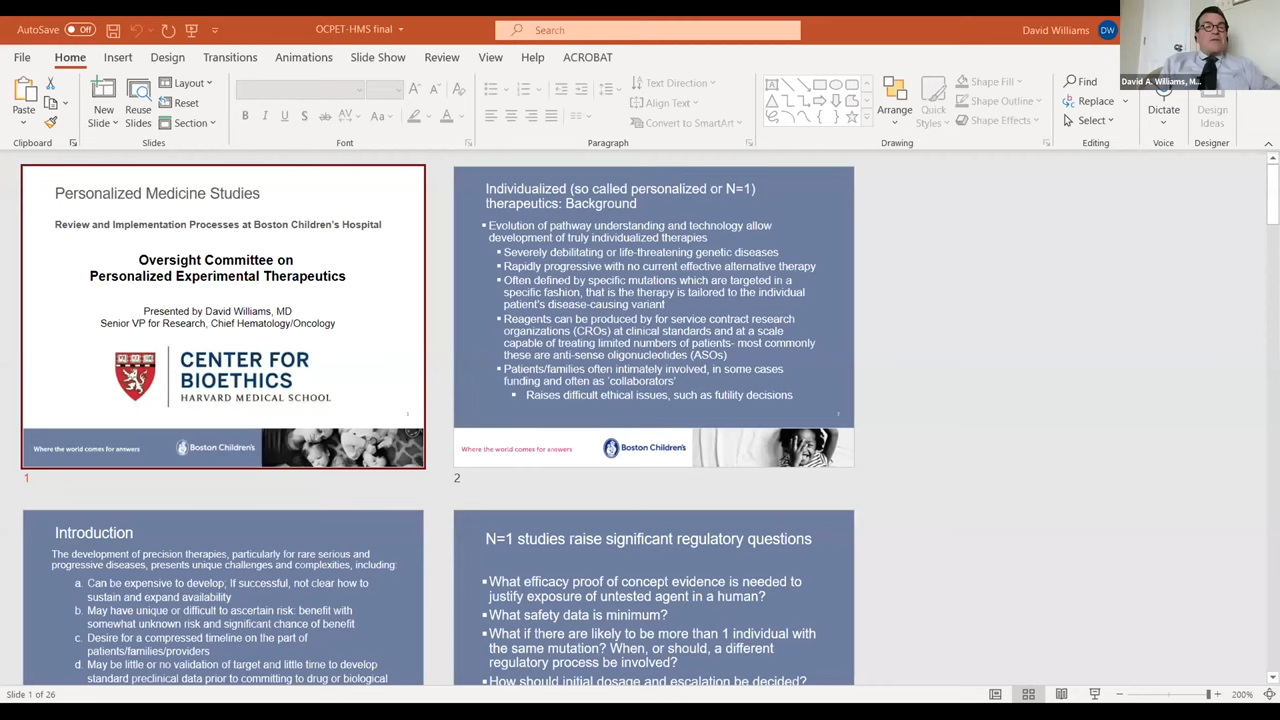 AutoSave Off
OCPET-HMS final
Search
David Williams DW
David A. Williams, M...
File Home Insert Design Transitions Animations Slide Show Review View Help ACROBAT
Paste
New
Slide
Reuse
Slides
Layout
Reset
Section
B I U S ab AV Aa A
Text Direction
Align Text
Convert to SmartArt
Arrange
Quick
Styles
Shape Fill
Shape Outline
Shape Effects
Find
Replace
Select
Dictate
Design
Ideas
Clipboard Slides Font Paragraph Drawing Editing Voice Designer
Personalized Medicine Studies
Review and Implementation Processes at Boston Children's Hospital
Oversight Committee on
Personalized Experimental Therapeutics
Presented by David Williams, MD
Senior VP for Research, Chief Hematology/Oncology
CENTER FOR
BIOETHICS
HARVARD MEDICAL SCHOOL
1
Where the world comes for answers
Boston Children's
1
Individualized (so called personalized or N=1)
therapeutics: Background
▪ Evolution of pathway understanding and technology allow
development of truly individualized therapies
▪ Severely debilitating or life-threatening genetic diseases
▪ Rapidly progressive with no current effective alternative therapy
▪ Often defined by specific mutations which are targeted in a
specific fashion, that is the therapy is tailored to the individual
patient's disease-causing variant
▪ Reagents can be produced by for service contract research
organizations (CROs) at clinical standards and at a scale
capable of treating limited numbers of patients- most commonly
these are anti-sense oligonucleotides (ASOs)
▪ Patients/families often intimately involved, in some cases
funding and often as 'collaborators'
▪ Raises difficult ethical issues, such as futility decisions
2
Where the world comes for answers
Boston Children's
2
Introduction
The development of precision therapies, particularly for rare serious and
progressive diseases, presents unique challenges and complexities, including:
a. Can be expensive to develop; If successful, not clear how to
sustain and expand availability
b. May have unique or difficult to ascertain risk: benefit with
somewhat unknown risk and significant chance of benefit
c. Desire for a compressed timeline on the part of
patients/families/providers
d. May be little or no validation of target and little time to develop
standard preclinical data prior to committing to drug or biological
N=1 studies raise significant regulatory questions
▪ What efficacy proof of concept evidence is needed to
justify exposure of untested agent in a human?
▪ What safety data is minimum?
▪ What if there are likely to be more than 1 individual with
the same mutation? When, or should, a different
regulatory process be involved?
▪ How should initial dosage and escalation be decided?
Slide 1 of 26
200%